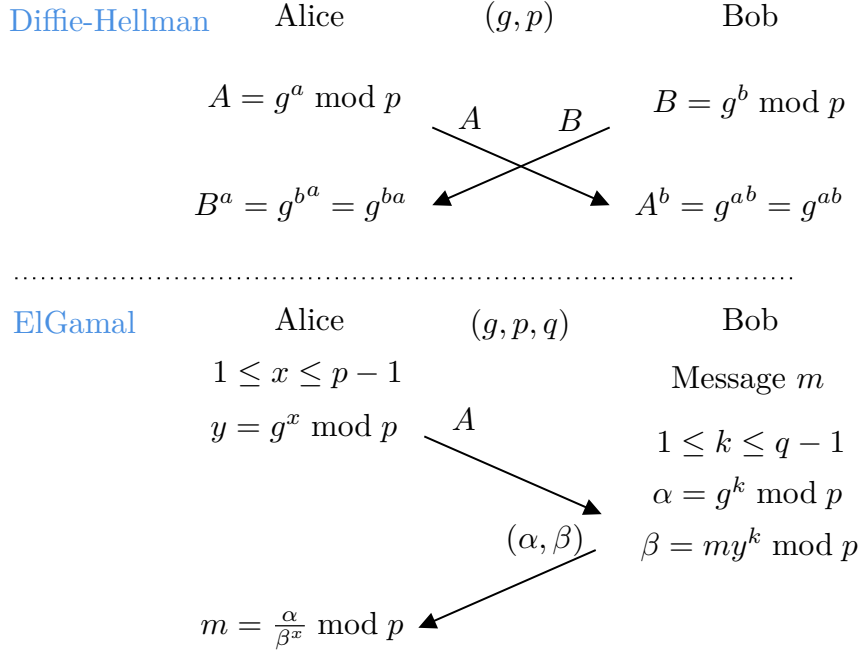 Diffie-Hellman Alice (g, p) Bob
A = g^a mod p A B B = g^b mod p
B^a = g^{b^a} = g^{ba} A^b = g^{a^b} = g^{ab}
ElGamal Alice (g, p, q) Bob
1 ≤ x ≤ p − 1
Message m
y = g^x mod p A
1 ≤ k ≤ q − 1
α = g^k mod p
(α, β) β = my^k mod p
m = \frac{α}{β^x} mod p